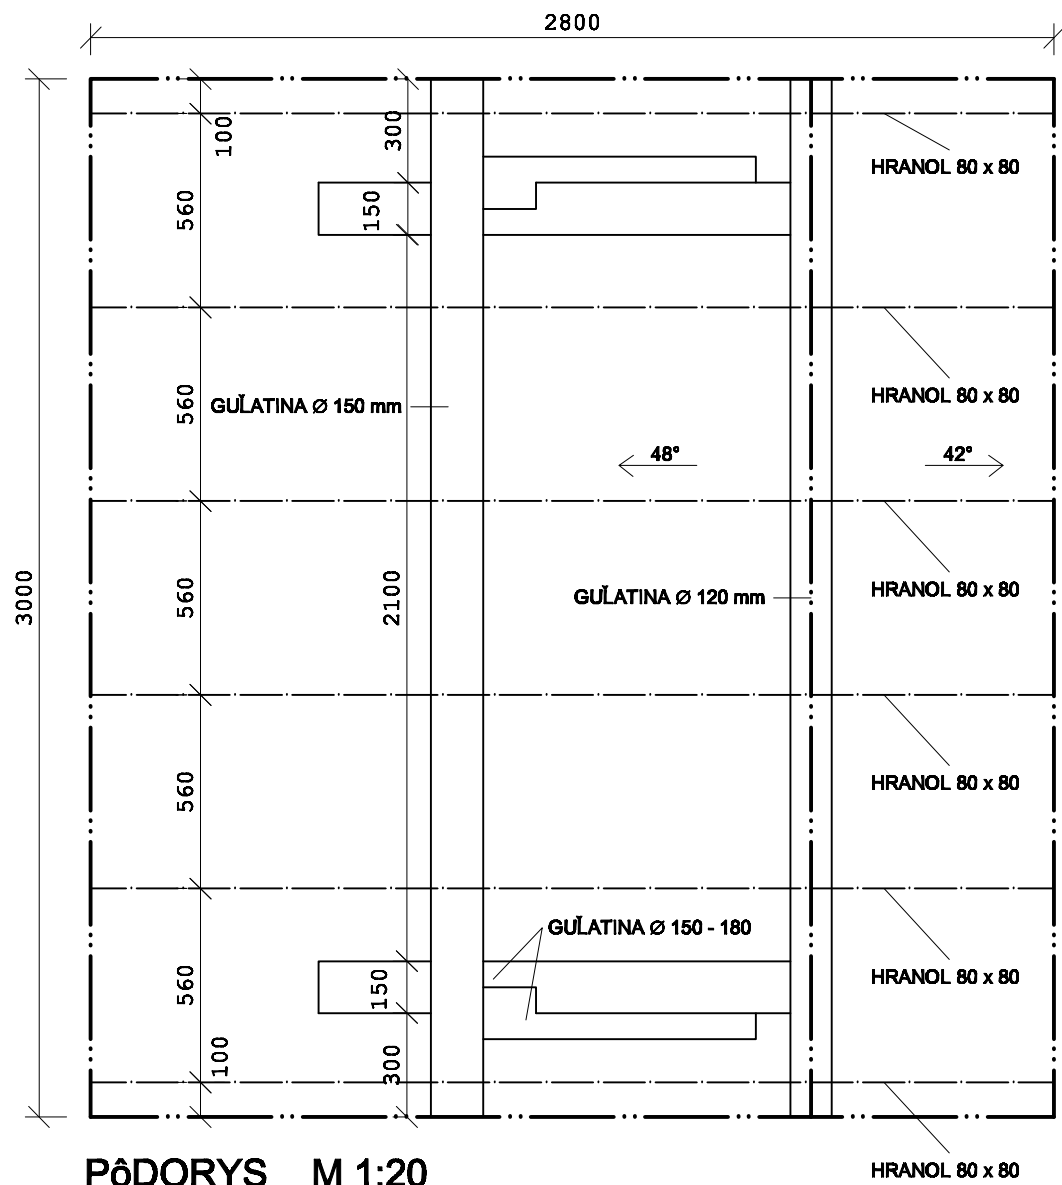 2800
100
300
HRANOL 80 x 80
560
150
560
GUĽATINA Ø 150 mm
HRANOL 80 x 80
48°
42°
3000
560
2100
GUĽATINA Ø 120 mm
HRANOL 80 x 80
560
HRANOL 80 x 80
GUĽATINA Ø 150 - 180
560
150
HRANOL 80 x 80
100
300
PôDORYS M 1:20
HRANOL 80 x 80